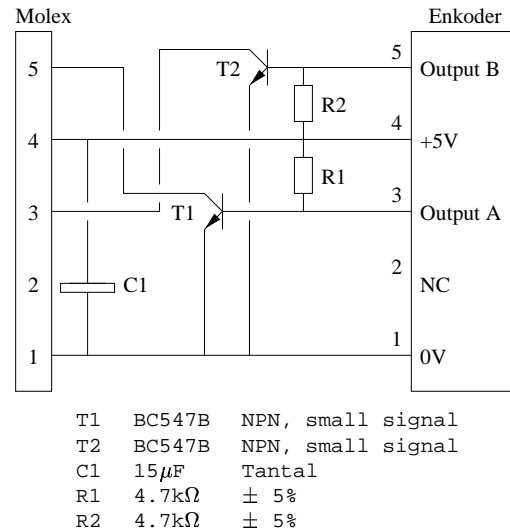 Molex
Enkoder
5
T2
5
Output B
R2
4
4
+5V
R1
3
T1
3
Output A
2
C1
2
NC
1
1
0V
T1 BC547B NPN, small signal
T2 BC547B NPN, small signal
C1 15μF Tantal
R1 4.7kΩ ± 5%
R2 4.7kΩ ± 5%